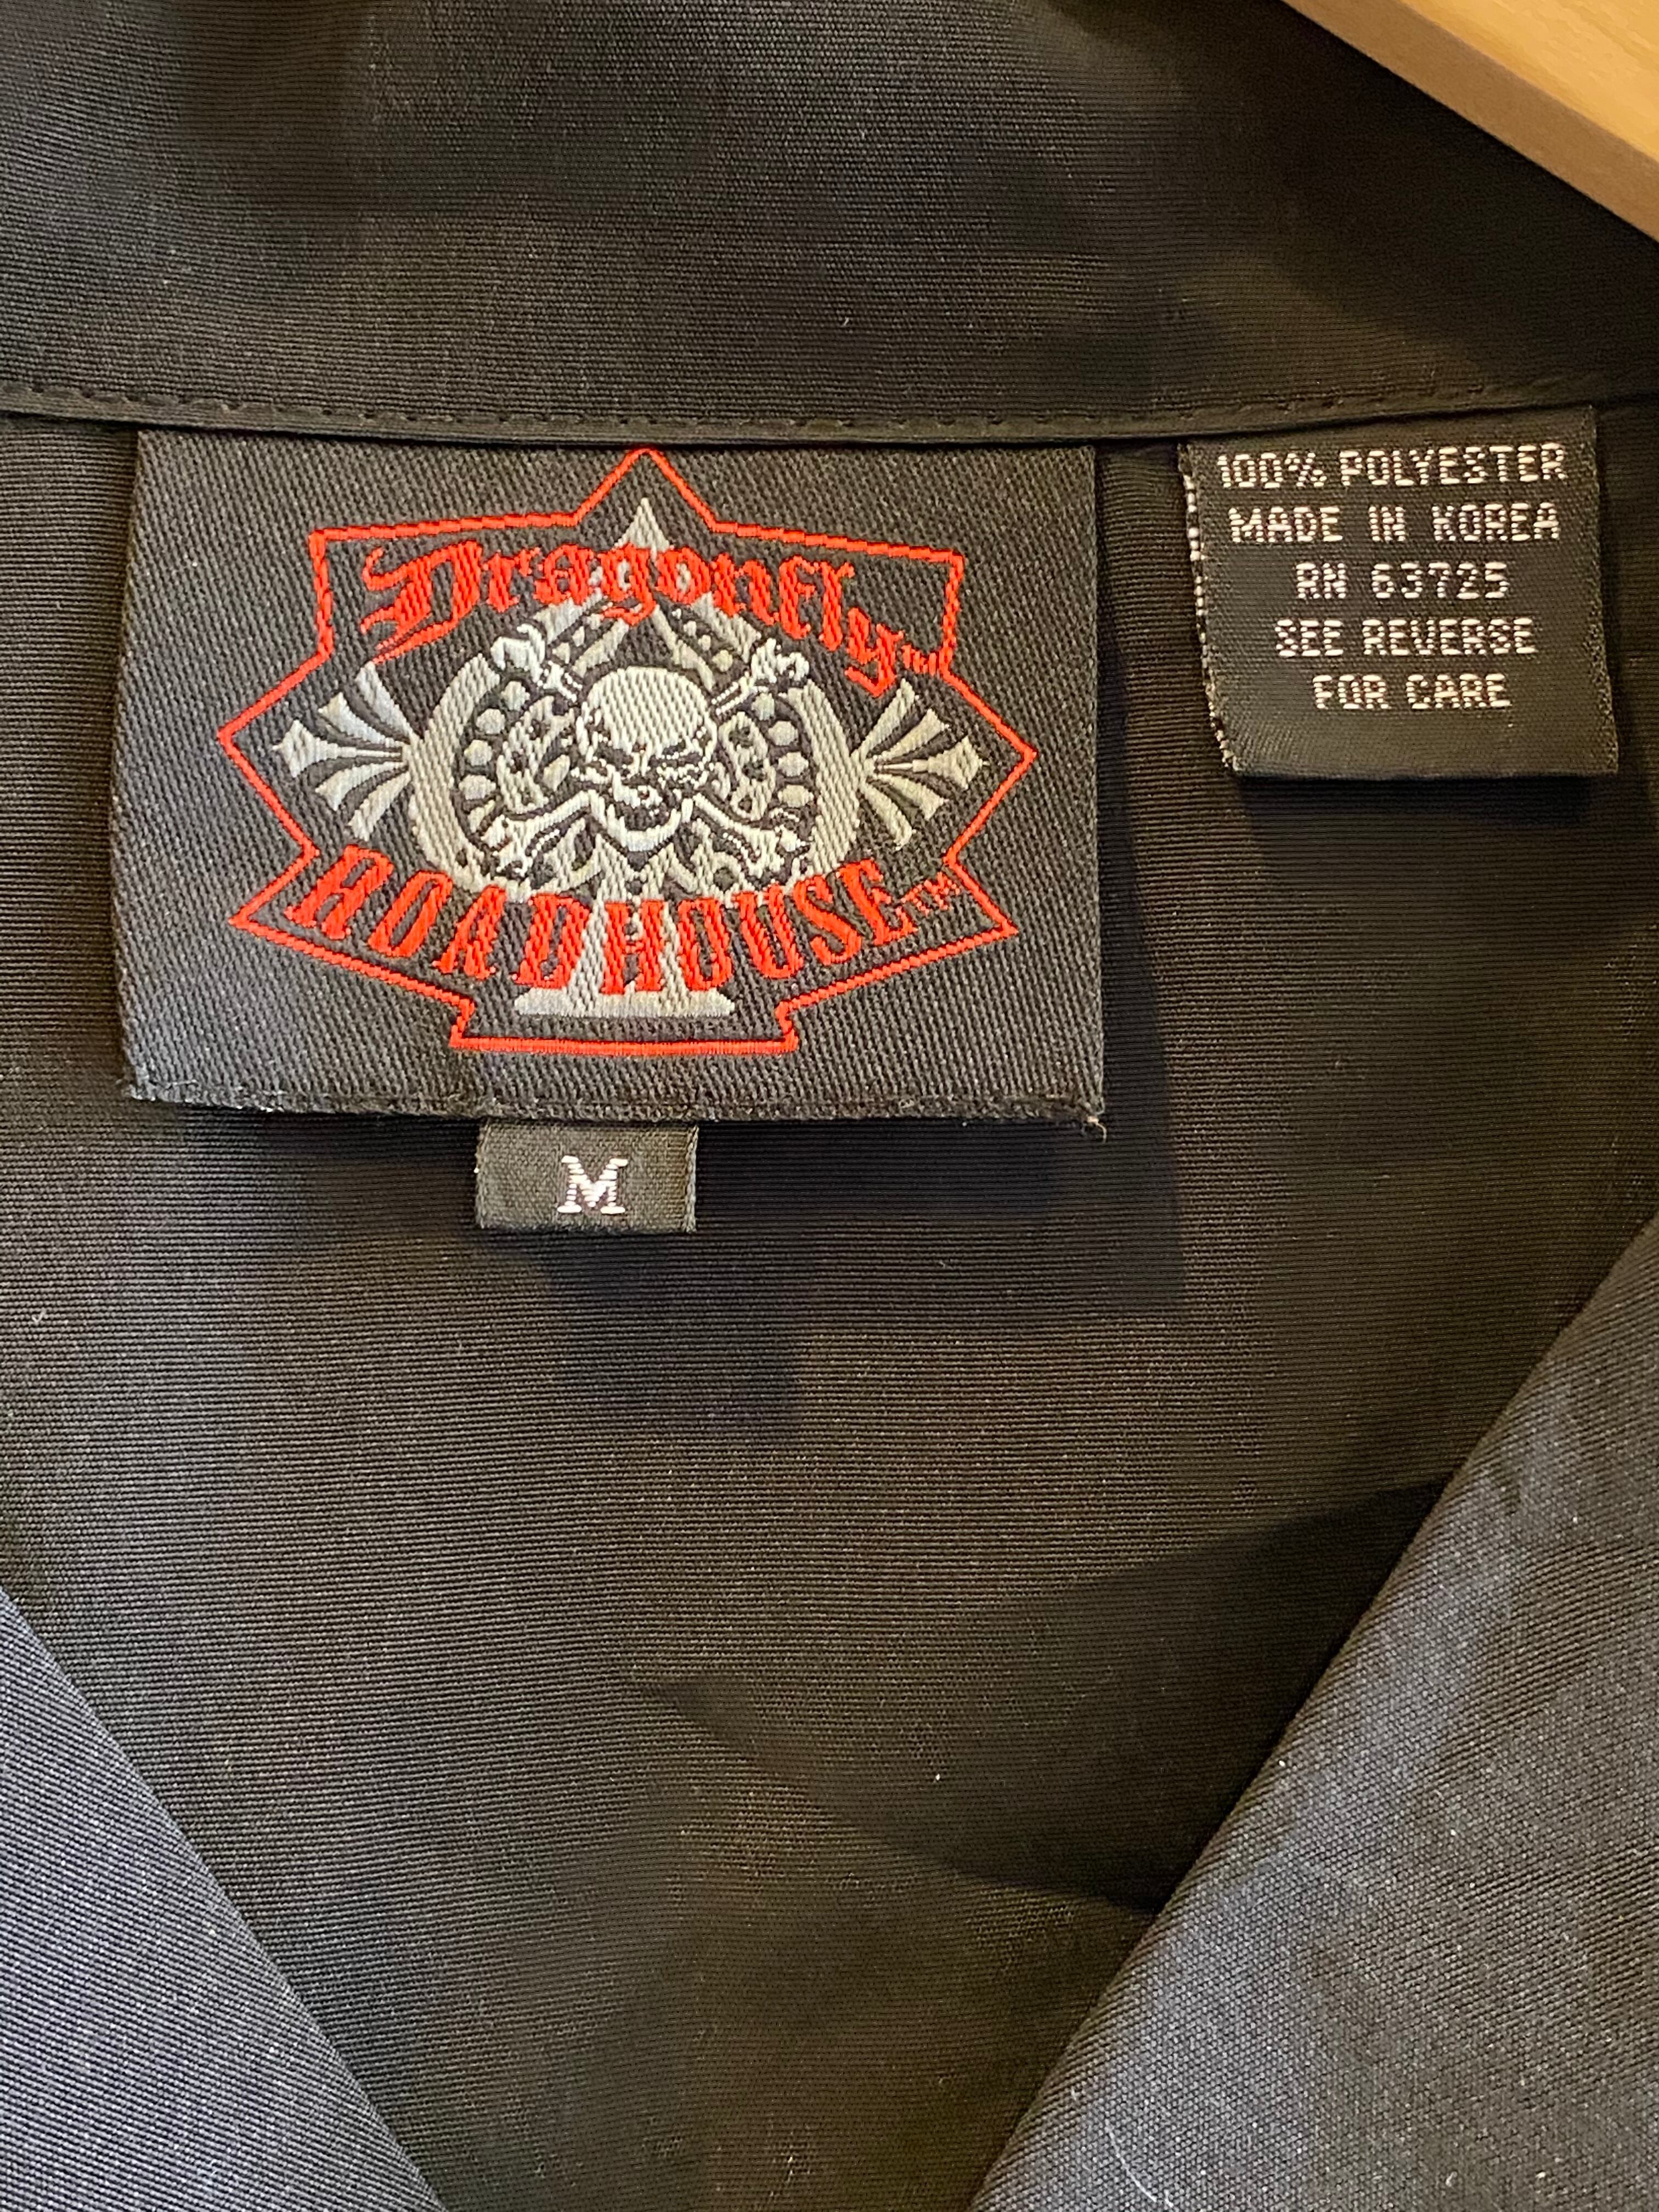 Dragonfly™
ROADHOUSE™
M
100% POLYESTER
MADE IN KOREA
RN 63725
SEE REVERSE
FOR CARE